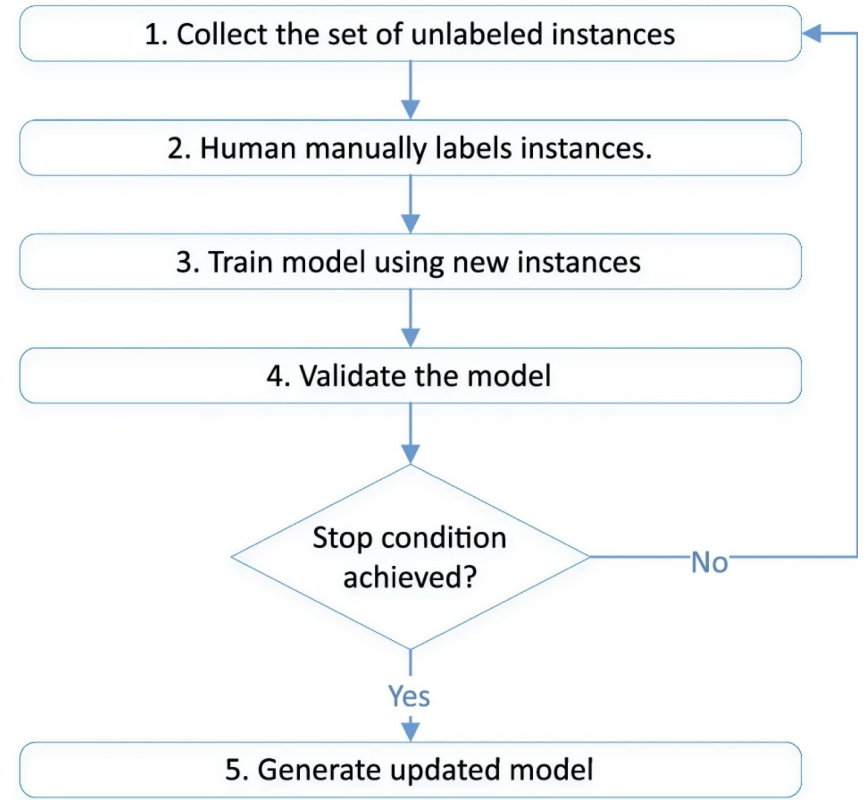 1. Collect the set of unlabeled instances
2. Human manually labels instances.
3. Train model using new instances
4. Validate the model
Stop condition
achieved?
No
Yes
5. Generate updated model